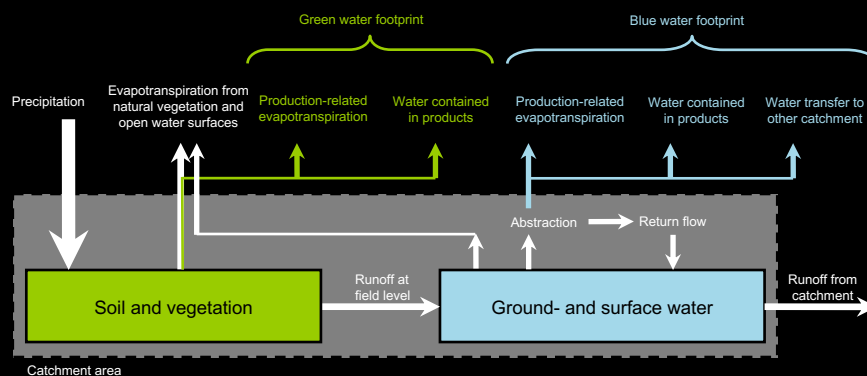 Green water footprint
Blue water footprint
Precipitation
Evapotranspiration from
natural vegetation and
open water surfaces
Production-related
evapotranspiration
Water contained
in products
Production-related
evapotranspiration
Water contained
in products
Water transfer to
other catchment
Abstraction
Return flow
Soil and vegetation
Runoff at
field level
Ground- and surface water
Runoff from
catchment
Catchment area